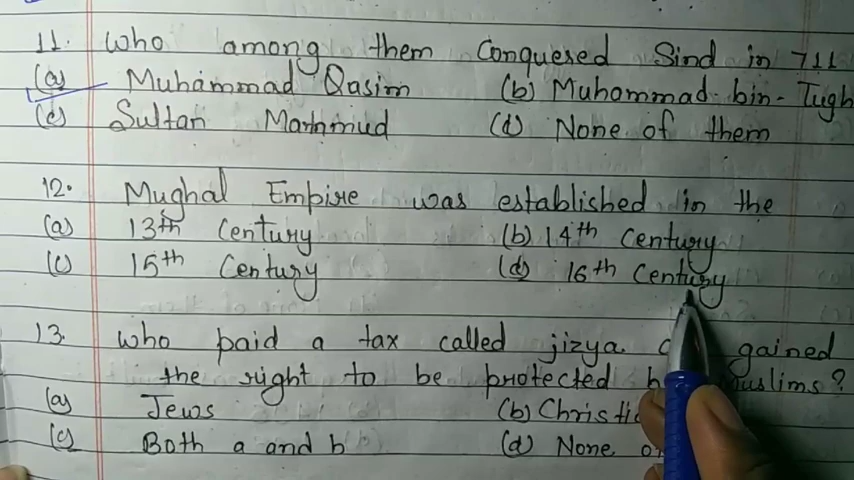 11. Who among them Conquered Sind in 711
(a) Muhammad Qasim (b) Muhammad-bin-Tugh
(c) Sultan Mahmud (d) None of them
12. Mughal Empire was established in the
(a) 13th Century (b) 14th Century
(c) 15th Century (d) 16th Century
13. Who paid a tax called jizya gained
the right to be protected muslims?
(a) Jews (b)
(c) Both a and b (d) None